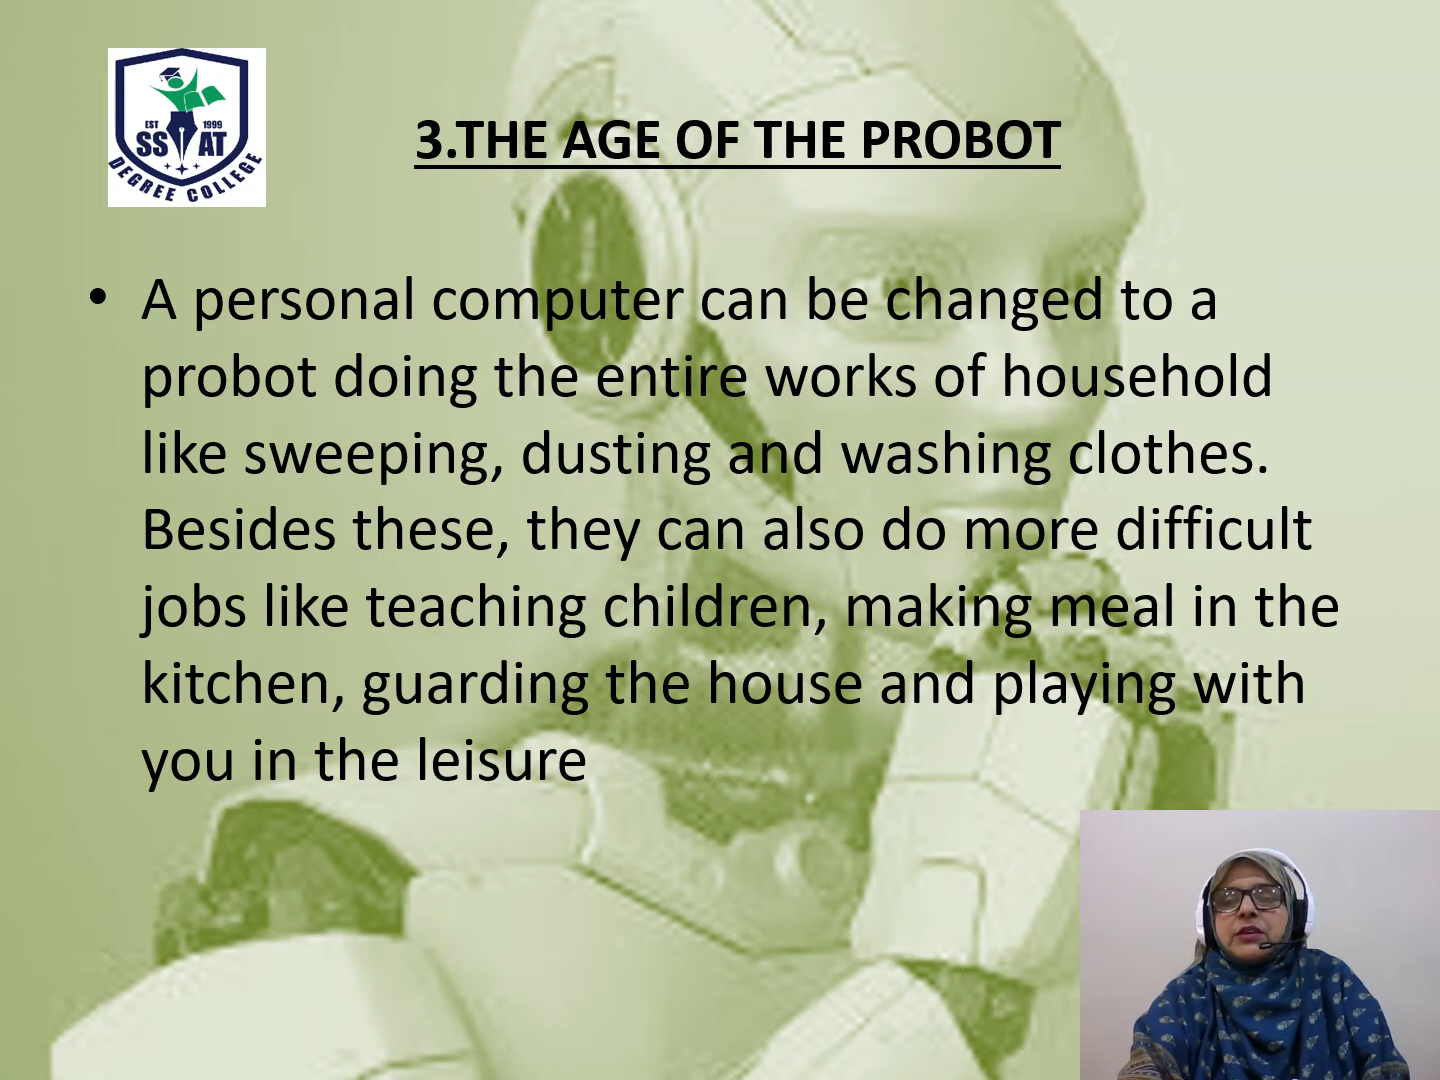 EST 1999
SS AT
DEGREE COLLEGE
3.THE AGE OF THE PROBOT
• A personal computer can be changed to a
probot doing the entire works of household
like sweeping, dusting and washing clothes.
Besides these, they can also do more difficult
jobs like teaching children, making meal in the
kitchen, guarding the house and playing with
you in the leisure